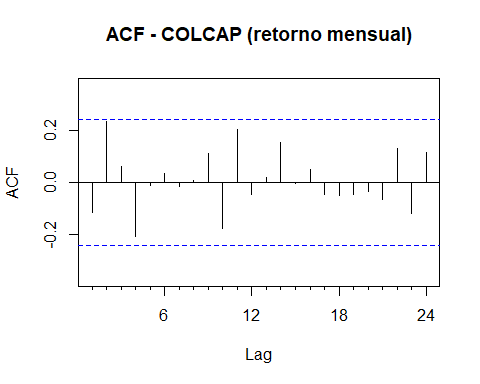 ACF - COLCAP (retorno mensual)
ACF
0.2
0.0
-0.2
6
12
18
24
Lag